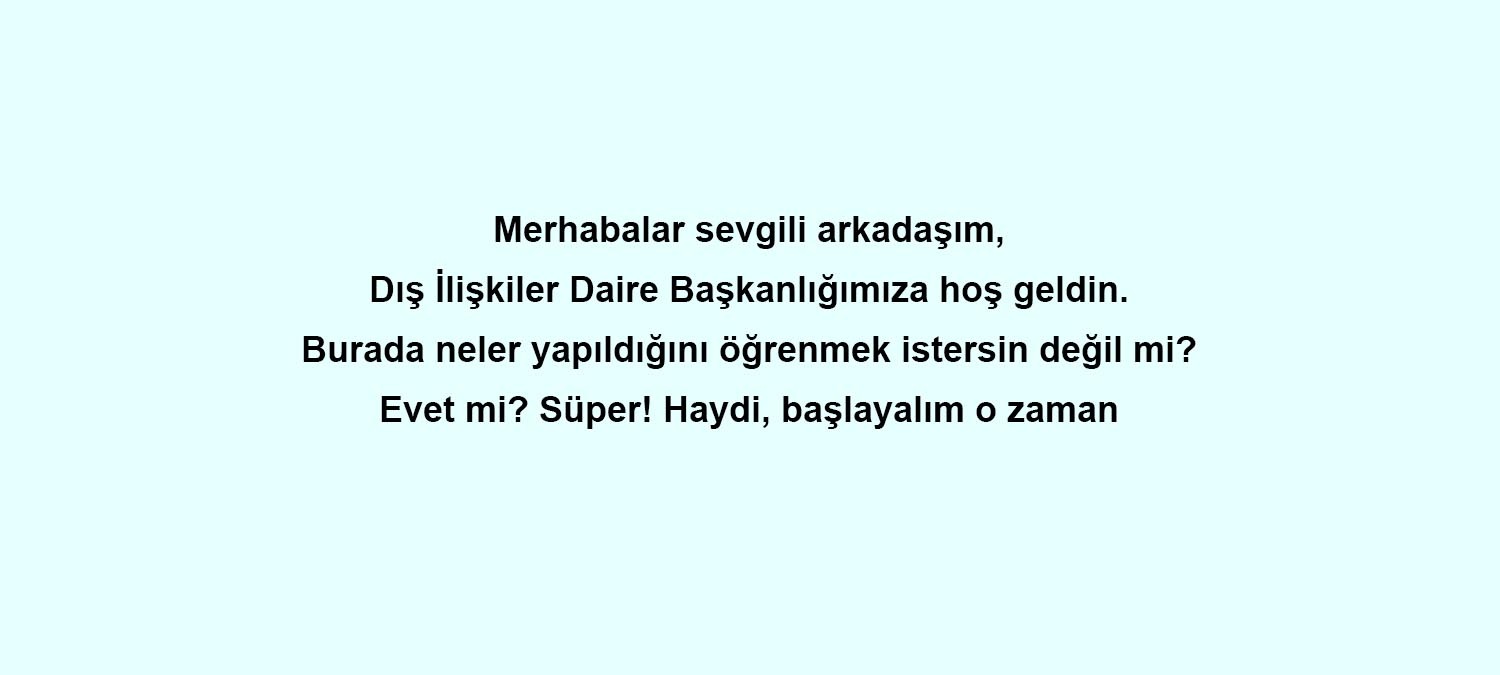 Merhabalar sevgili arkadaşım,
Dış İlişkiler Daire Başkanlığımıza hoş geldin.
Burada neler yapıldığını öğrenmek istersin değil mi?
Evet mi? Süper! Haydi, başlayalım o zaman